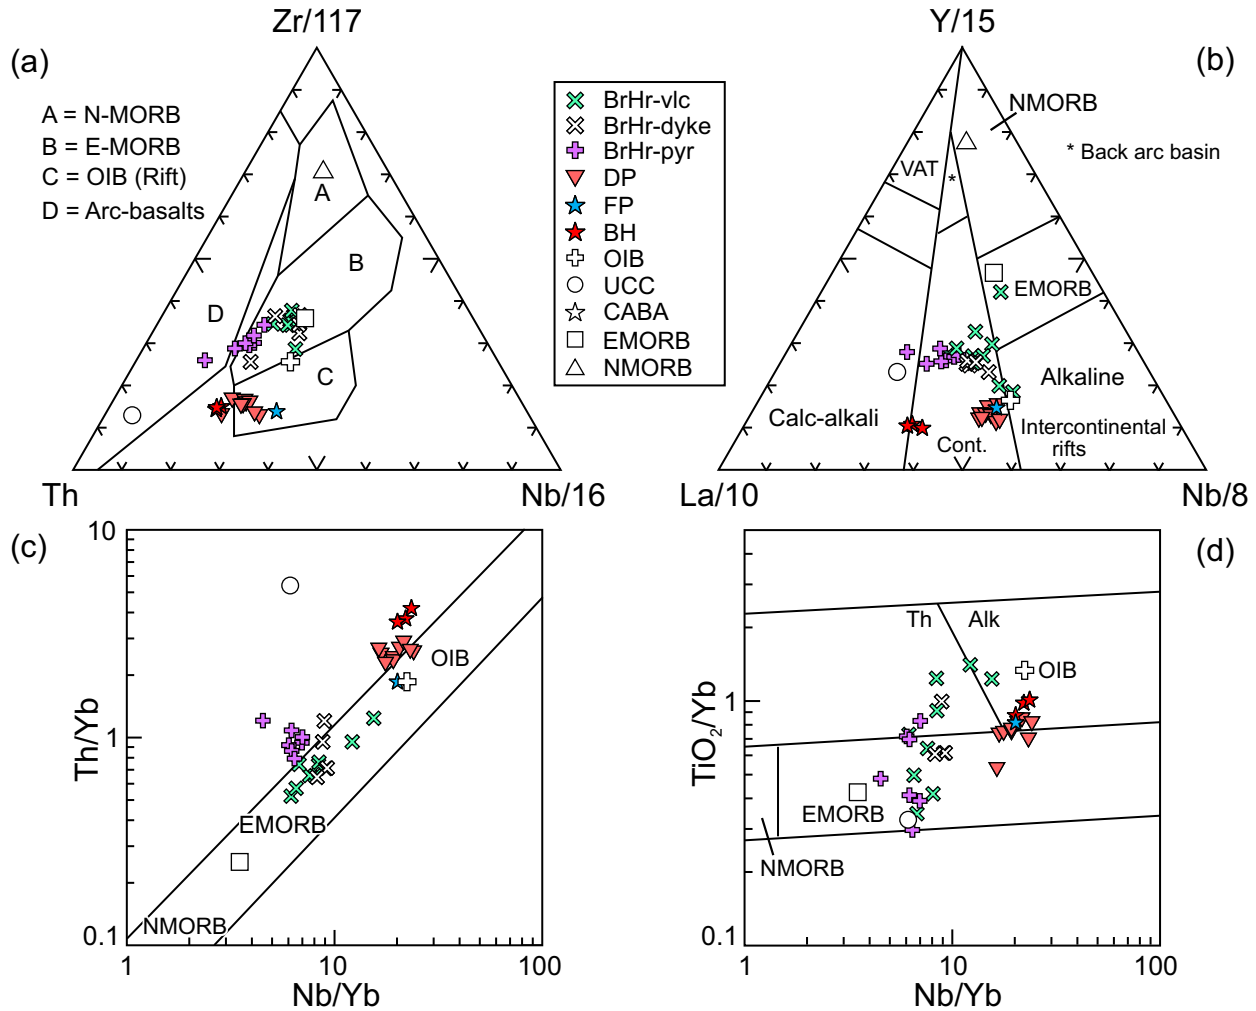 Zr/117
(a)
A = N-MORB
B = E-MORB
C = OIB (Rift)
D = Arc-basalts
A
B
D
C
Th
Nb/16
BrHr-vlc
BrHr-dyke
BrHr-pyr
DP
FP
BH
OIB
UCC
CABA
EMORB
NMORB
Y/15
(b)
NMORB
* Back arc basin
VAT
*
EMORB
Alkaline
Calc-alkali
Cont.
Intercontinental
rifts
La/10
Nb/8
(c)
10
1
0.1
Th/Yb
OIB
EMORB
NMORB
1
10
100
Nb/Yb
(d)
Th
Alk
OIB
1
0.1
TiO2/Yb
EMORB
NMORB
1
10
100
Nb/Yb